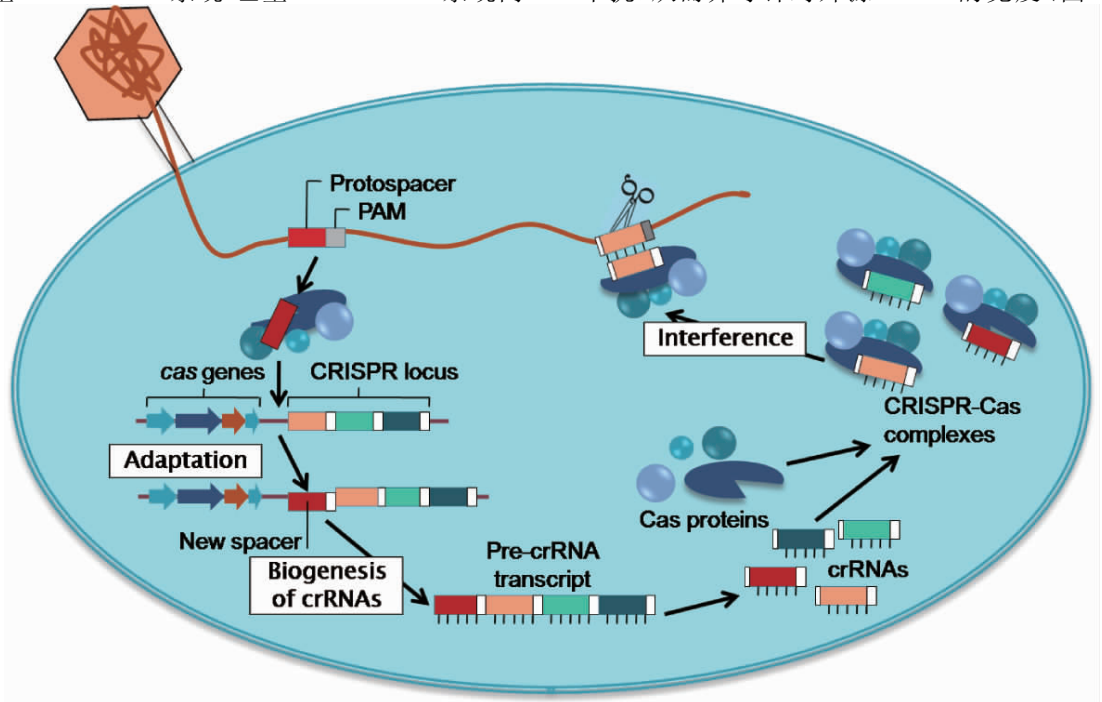 Protospacer
PAM
cas genes
CRISPR locus
Adaptation
New spacer
Biogenesis
of crRNAs
Pre-crRNA
transcript
Interference
CRISPR-Cas
complexes
Cas proteins
crRNAs